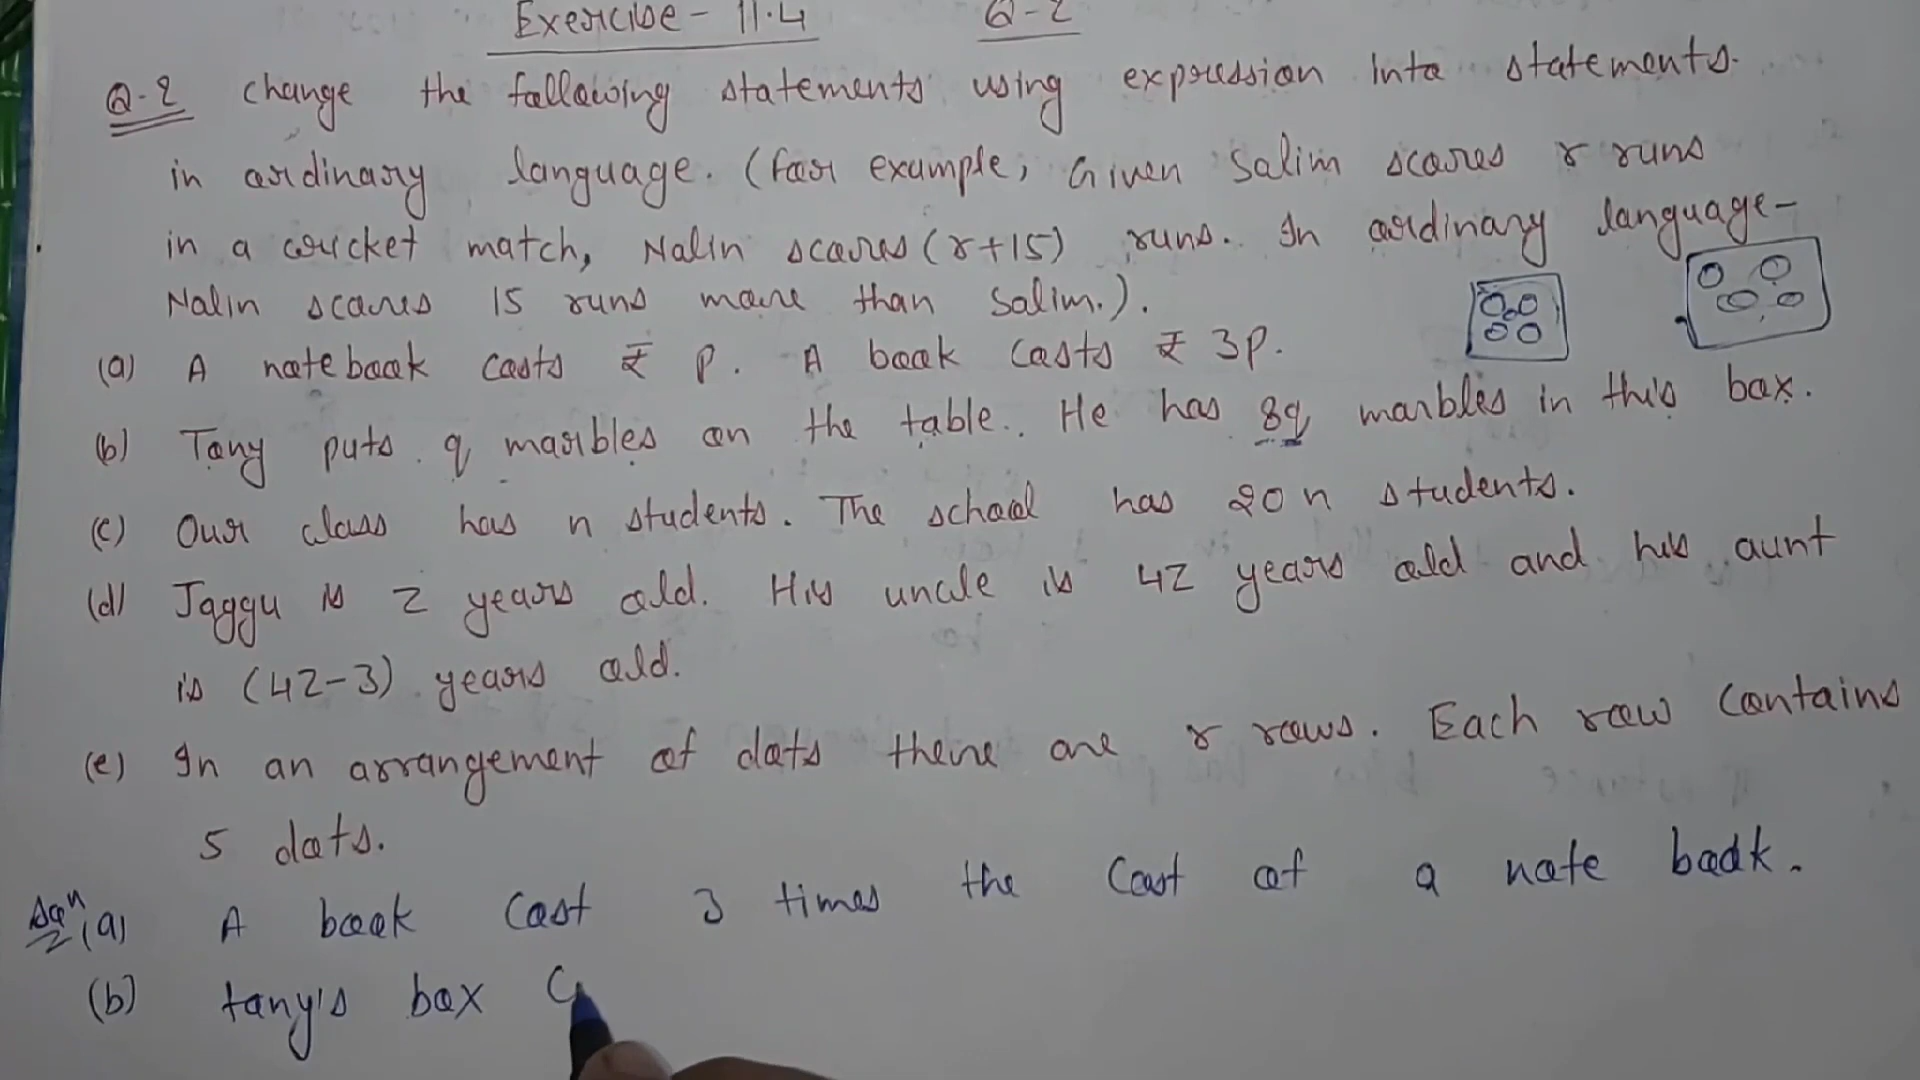 Exercise - 11.4 Q-2
Q-2 change the following statements using expression into statements.
in ordinary language. (for example, Given Salim scores r runs
in a cricket match, Nalin scores (r+15) runs. In ordinary language-
Nalin scores 15 runs more than Salim.).
(a) A note book costs ₹ p. A book costs ₹ 3p.
(b) Tony puts q marbles on the table. He has 8q marbles in this box.
(c) Our class has n students. The school has 20n students.
(d) Jaggu is z years old. His uncle is 4z years old and his aunt
is (4z-3) years old.
(e) In an arrangement of dots there are r rows. Each row contains
5 dots.
Soln (a) A book cost 3 times the cost of a note book.
(b) tony's box